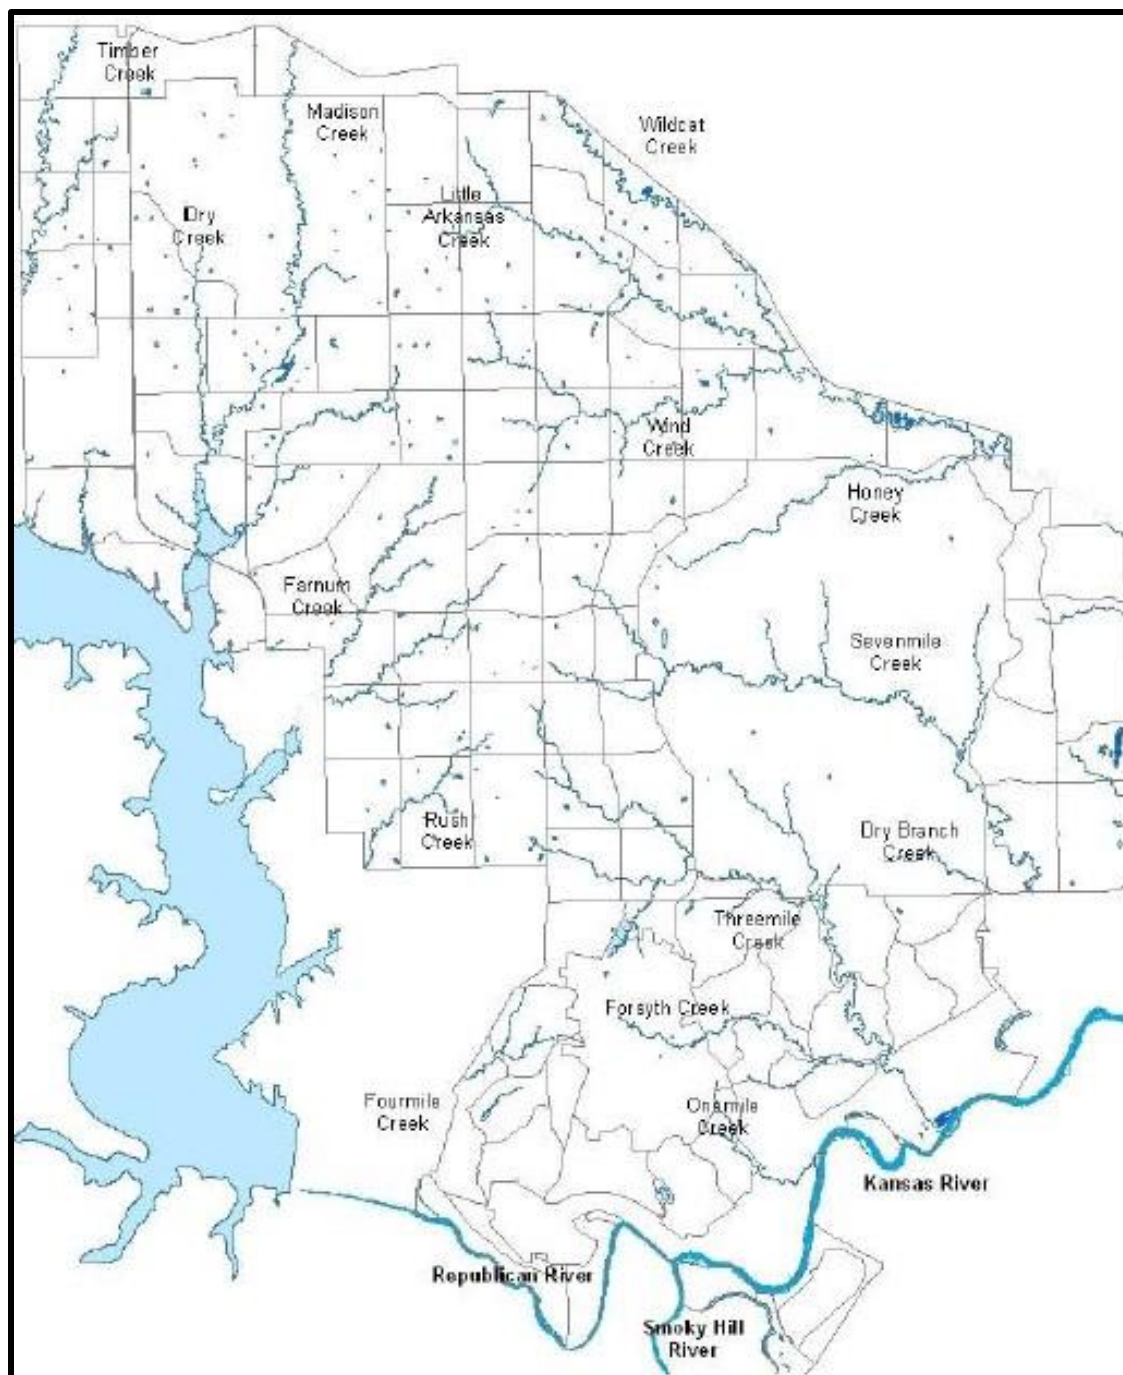 Timber
Creek
Madison
Creek
Wildcat
Creek
Little
Arkansas
Creek
Dry
Creek
Wind
Creek
Honey
Creek
Farnum
Creek
Sevenmile
Creek
Rush
Creek
Dry Branch
Creek
Threemile
Creek
Forsyth Creek
Fourmile
Creek
Onemile
Creek
Kansas River
Republican River
Smoky Hill
River